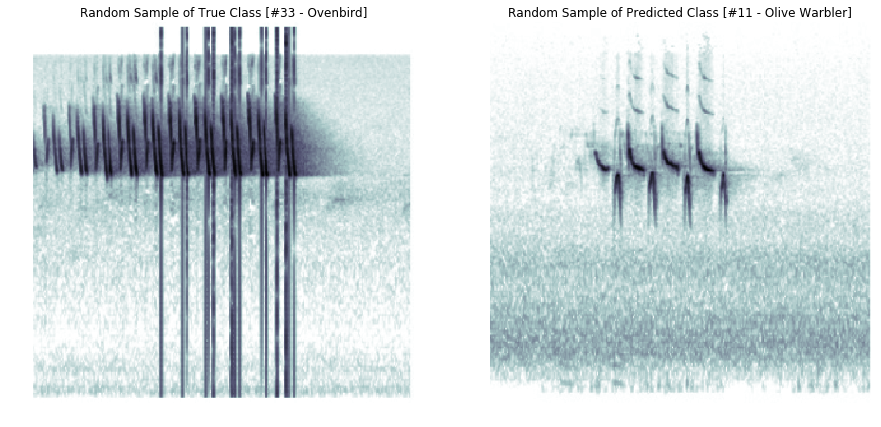 Random Sample of True Class [#33 - Ovenbird]
Random Sample of Predicted Class [#11 - Olive Warbler]